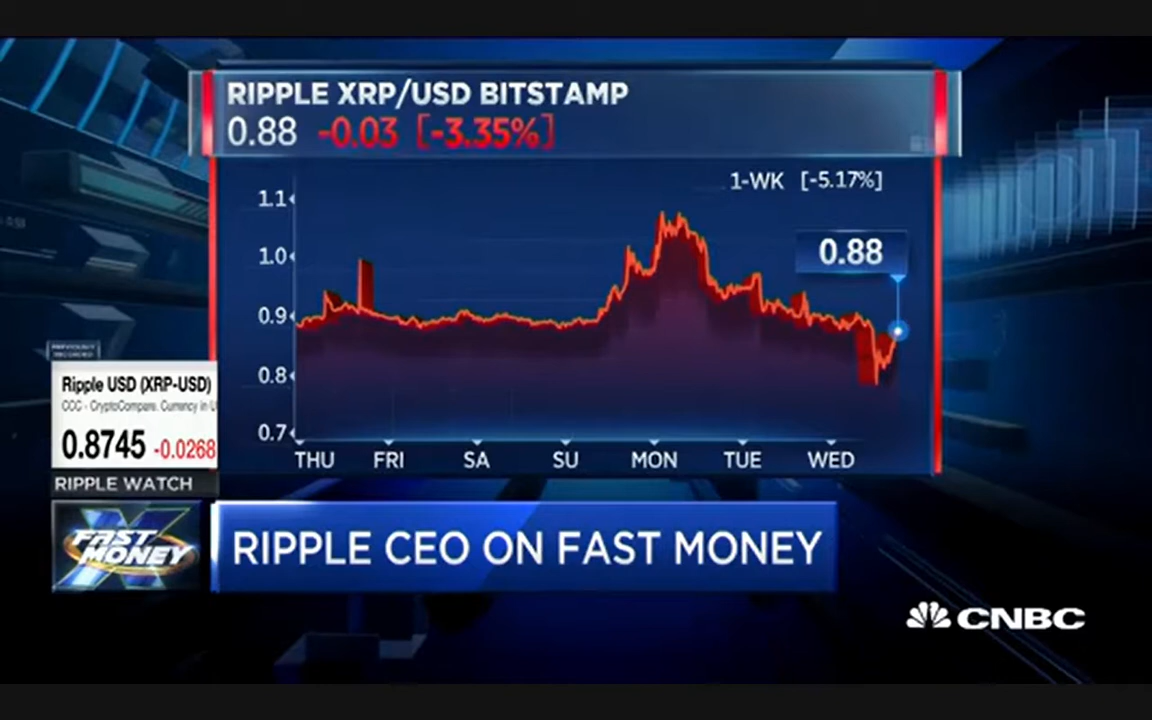 RIPPLE XRP/USD BITSTAMP
0.88 -0.03 [-3.35%]
1-WK [-5.17%]
1.1
1.0
0.88
0.9
0.8
0.7
THU FRI SA SU MON TUE WED
PREVIOUSLY
RECORDED
Ripple USD (XRP-USD)
CCC - CryptoCompare. Currency in U
0.8745 -0.0268
RIPPLE WATCH
FAST
MONEY
RIPPLE CEO ON FAST MONEY
CNBC